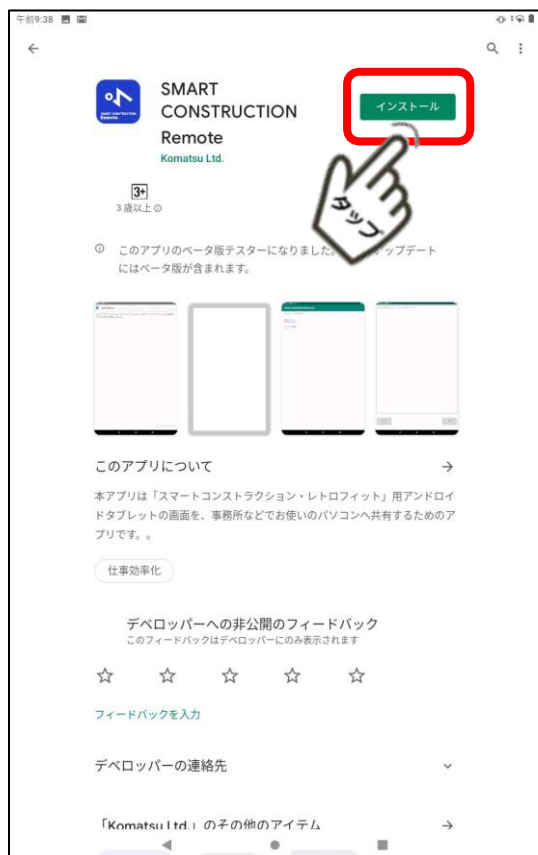 午前9:38
SMART
CONSTRUCTION
Remote
Komatsu Ltd.
インストール
タップ
3+
3 歳以上
このアプリのベータ版テスターになりました。 アップデート
にはベータ版が含まれます。
このアプリについて
本アプリは「スマートコンストラクション・レトロフィット」用アンドロイ
ドタブレットの画面を、事務所などでお使いのパソコンへ共有するためのア
プリです。。
仕事効率化
デベロッパーへの非公開のフィードバック
このフィードバックはデベロッパーにのみ表示されます
フィードバックを入力
デベロッパーの連絡先
「Komatsu Ltd.」のその他のアイテム